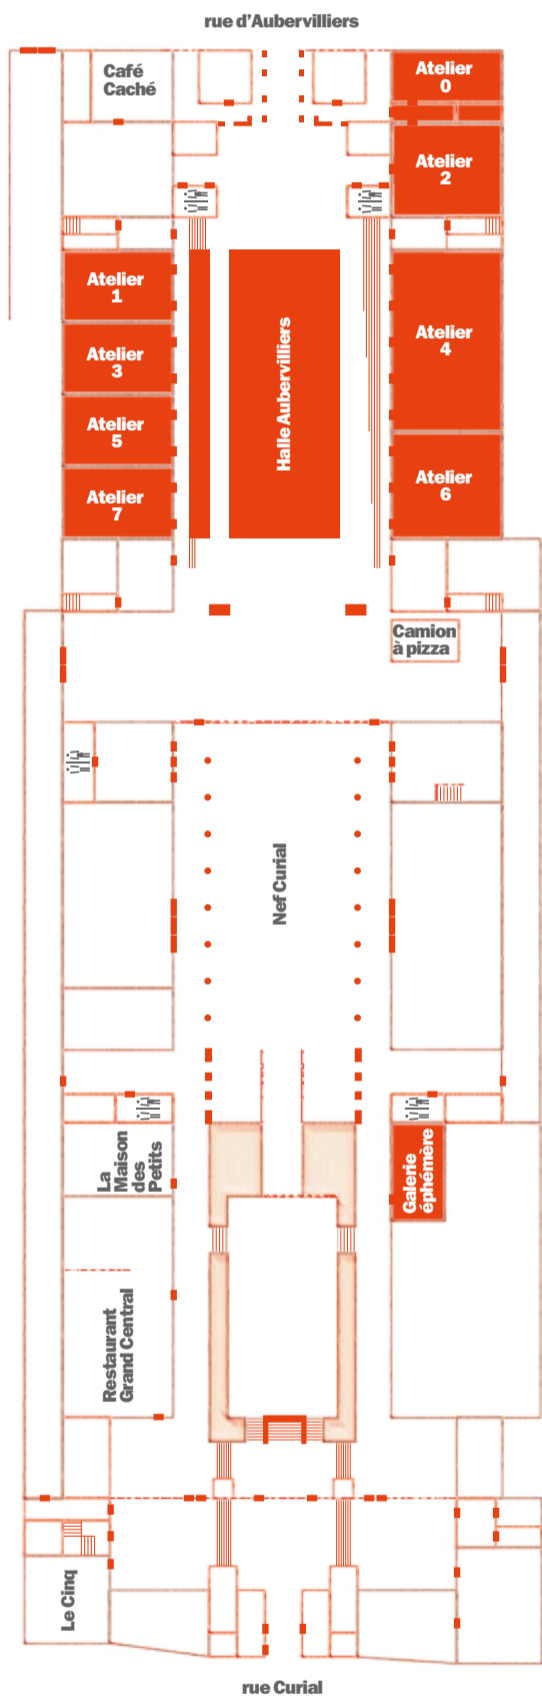 rue d'Aubervilliers
Café
Caché
Atelier
0
Atelier
2
Atelier
1
Atelier
3
Atelier
5
Atelier
7
Halle Aubervilliers
Atelier
4
Atelier
6
Camion
à pizza
Nef Curial
La
Maison
des
Petits
Galerie
éphémère
Restaurant
Grand Central
Le Cinq
rue Curial